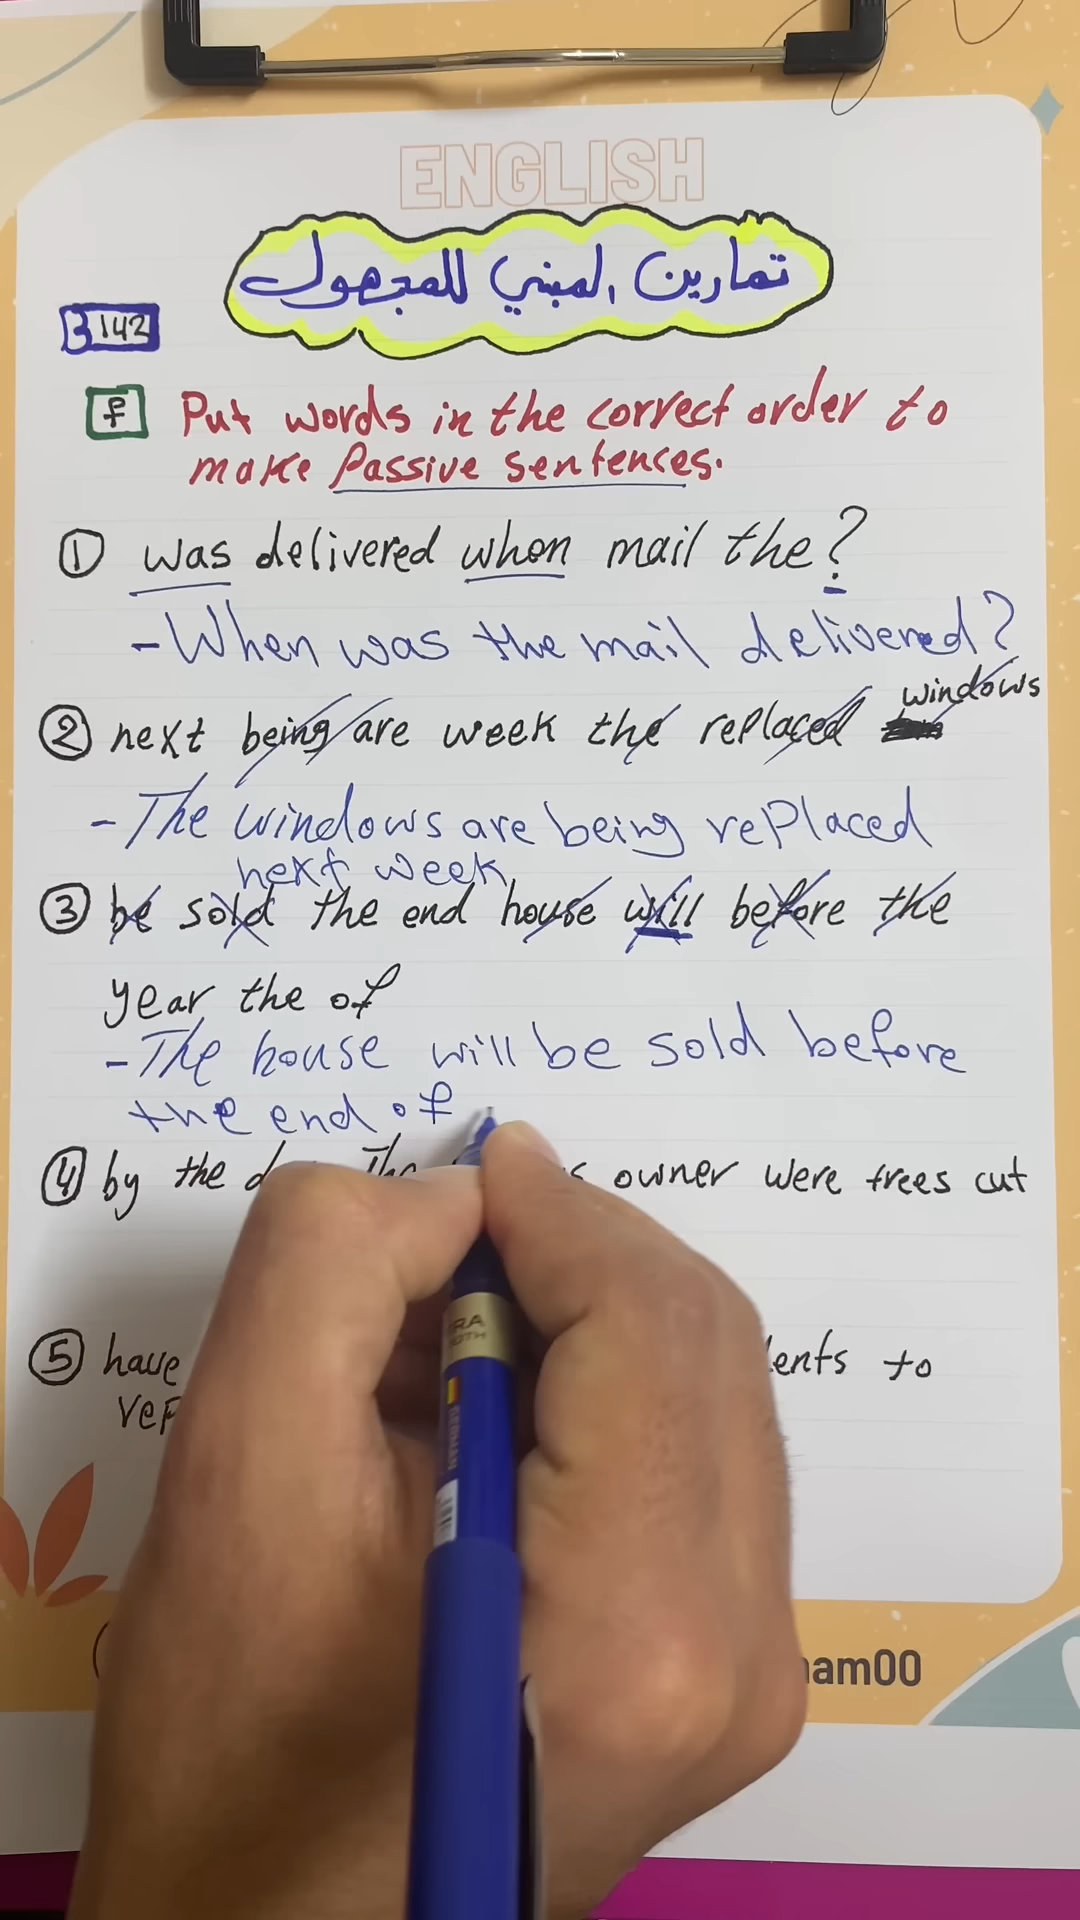 ENGLISH
تمارين المبني للمجهول
142
f Put words in the correct order to
make Passive sentences.
① was delivered when mail the?
- When was the mail delivered?
windows
② next being are week the replaced
- The windows are being replaced
next week
③ be sold the end house will before the
year the of
- The house will be sold before
the end of
④ by the owner were trees cut
⑤ have to
am00
GERMAN